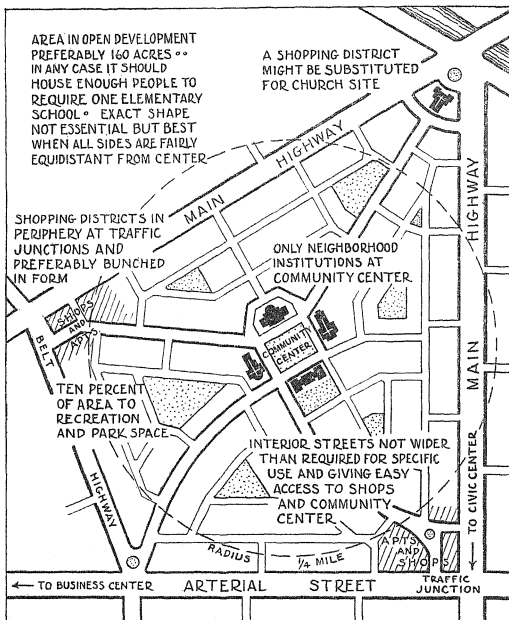 AREA IN OPEN DEVELOPMENT
PREFERABLY 160 ACRES ••
IN ANY CASE IT SHOULD
HOUSE ENOUGH PEOPLE TO
REQUIRE ONE ELEMENTARY
SCHOOL • EXACT SHAPE
NOT ESSENTIAL BUT BEST
WHEN ALL SIDES ARE FAIRLY
EQUIDISTANT FROM CENTER
A SHOPPING DISTRICT
MIGHT BE SUBSTITUTED
FOR CHURCH SITE
MAIN HIGHWAY
SHOPPING DISTRICTS IN
PERIPHERY AT TRAFFIC
JUNCTIONS AND
PREFERABLY BUNCHED
IN FORM
ONLY NEIGHBORHOOD
INSTITUTIONS AT
COMMUNITY CENTER
MAIN HIGHWAY
SHOPS
AND
APTS
COMMUNITY
CENTER
BELT HIGHWAY
TEN PERCENT
OF AREA TO
RECREATION
AND PARK SPACE
INTERIOR STREETS NOT WIDER
THAN REQUIRED FOR SPECIFIC
USE AND GIVING EASY
ACCESS TO SHOPS
AND COMMUNITY
CENTER
TO CIVIC CENTER
RADIUS 1/4 MILE
APTS
AND
SHOPS
← TO BUSINESS CENTER ARTERIAL STREET
TRAFFIC
JUNCTION